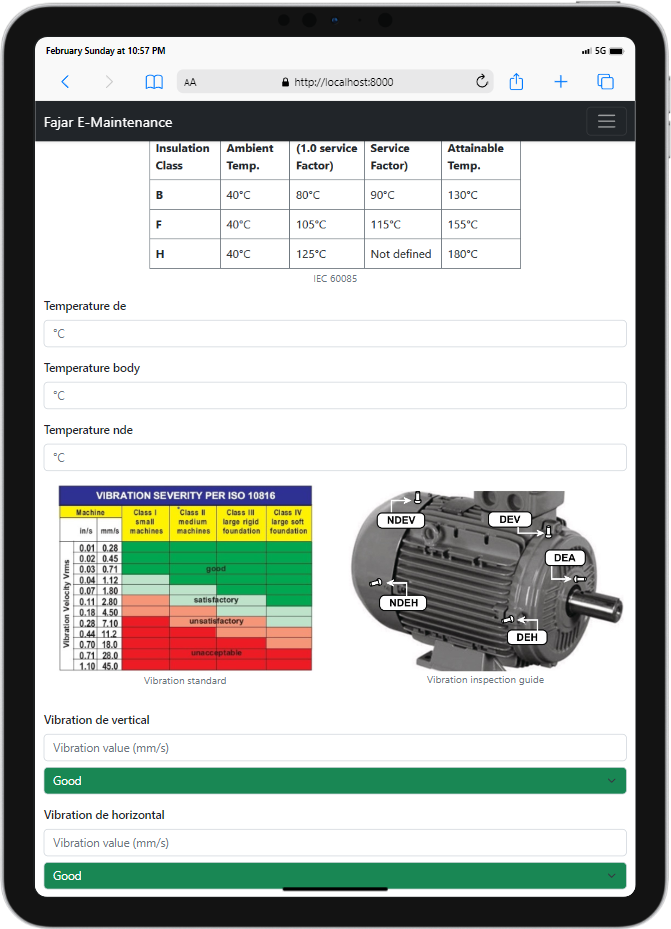 February Sunday at 10:57 PM
5G
AA
http://localhost:8000
Fajar E-Maintenance
Insulation Class Ambient Temp. (1.0 service Factor) Service Factor) Attainable Temp.
B 40°C 80°C 90°C 130°C
F 40°C 105°C 115°C 155°C
H 40°C 125°C Not defined 180°C
IEC 60085
Temperature de
°C
Temperature body
°C
Temperature nde
°C
VIBRATION SEVERITY PER ISO 10816
Machine Class I small machines Class II medium machines Class III large rigid foundation Class IV large soft foundation
in/s mm/s
Vibration Velocity Vrms
0.01 0.28
0.02 0.45
0.03 0.71 good
0.04 1.12
0.07 1.80
0.11 2.80 satisfactory
0.18 4.50
0.28 7.10 unsatisfactory
0.44 11.2
0.70 18.0
0.71 28.0 unacceptable
1.10 45.0
Vibration standard
NDEV
DEV
DEA
NDEH
DEH
Vibration inspection guide
Vibration de vertical
Vibration value (mm/s)
Good
Vibration de horizontal
Vibration value (mm/s)
Good